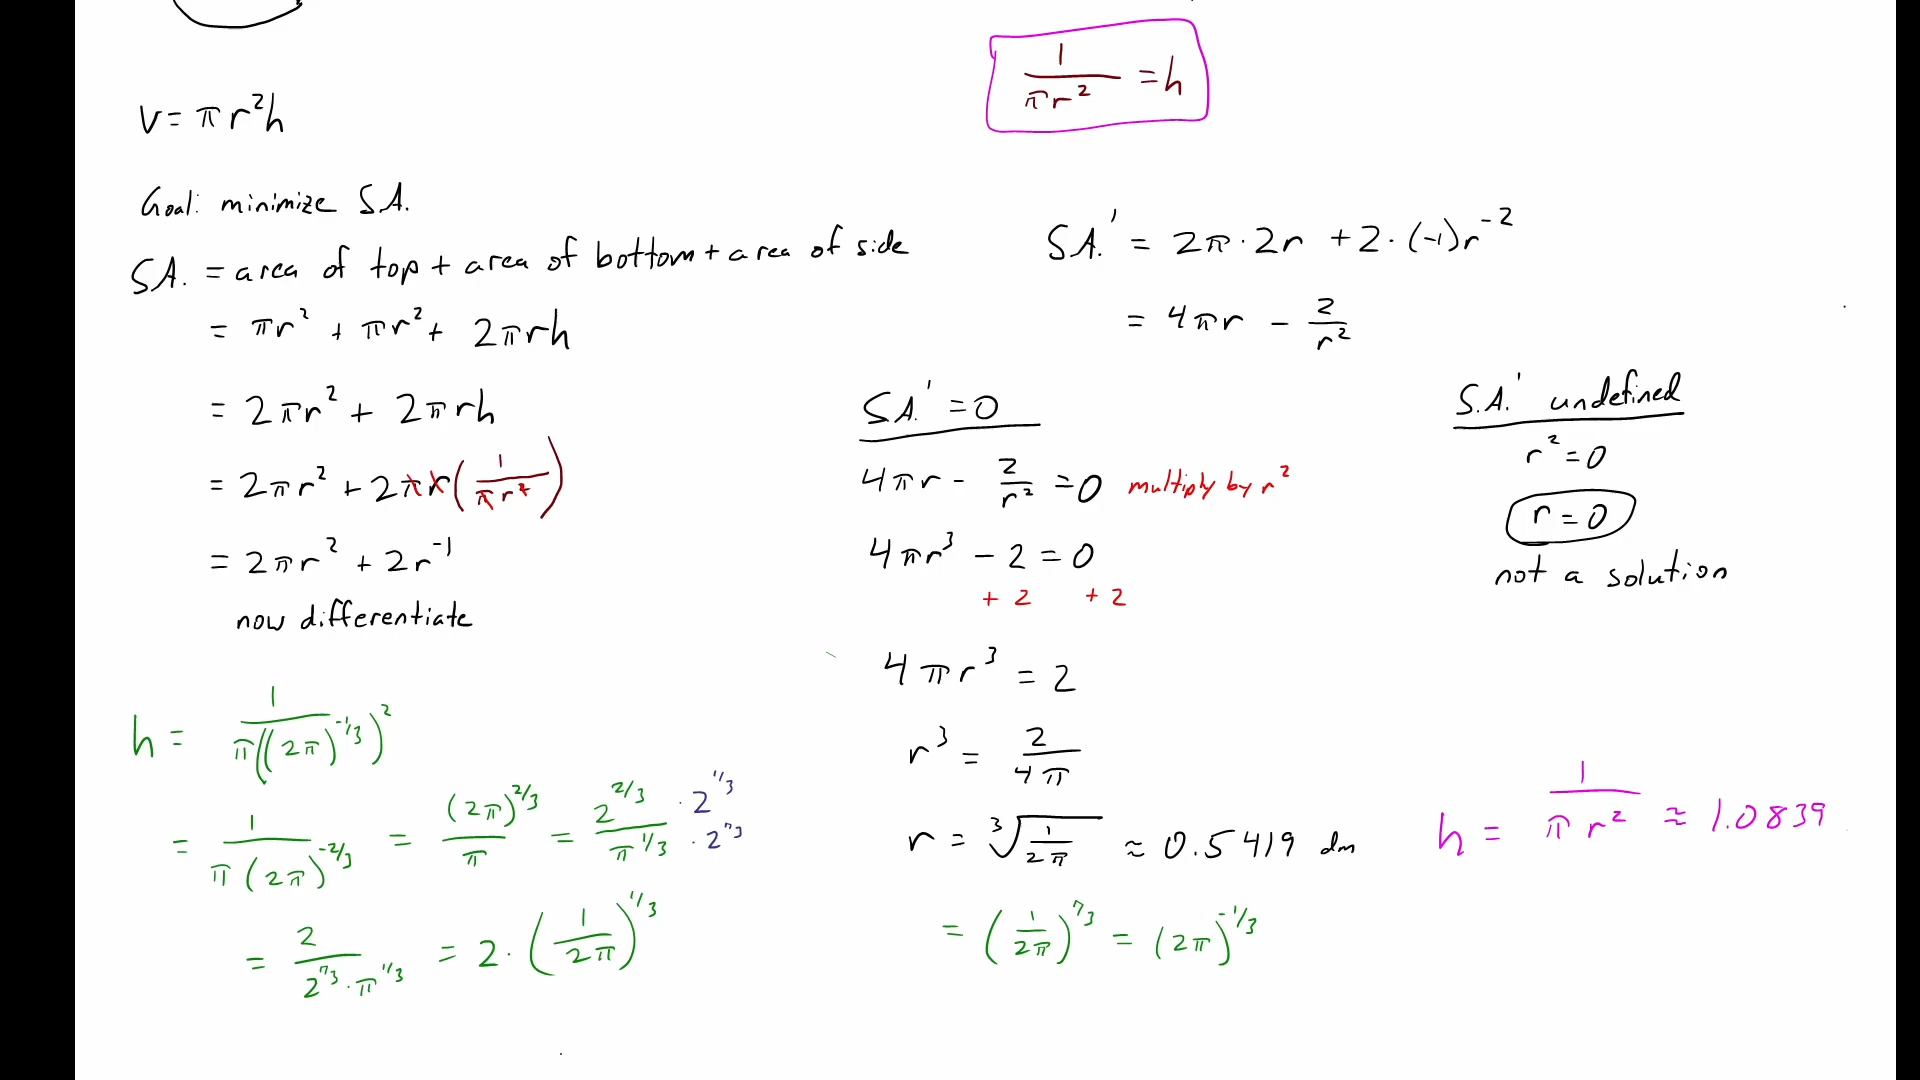 V = πr²h
Goal: minimize S.A.
S.A. = area of top + area of bottom + area of side
= πr² + πr² + 2πrh
= 2πr² + 2πrh
= 2πr² + 2πr(1/(πr²))
= 2πr² + 2r⁻¹
now differentiate
h = 1/(π((2π)^(-1/3))²)
= 1/(π(2π)^(-2/3)) = (2π)^(2/3)/π = 2^(2/3)/π^(1/3) · 2^(1/3)/· 2^(1/3)
= 2/(2^(1/3) · π^(1/3)) = 2 · (1/(2π))^(1/3)
1/(πr²) = h
S.A.' = 2π · 2r + 2 · (-1)r⁻²
= 4πr - 2/r²
S.A.' = 0
4πr - 2/r² = 0 multiply by r²
4πr³ - 2 = 0
+ 2 + 2
4πr³ = 2
r³ = 2/(4π)
r = ∛(1/(2π)) ≈ 0.5419 dm
= (1/(2π))^(1/3) = (2π)^(-1/3)
S.A.' undefined
r² = 0
r = 0
not a solution
h = 1/(πr²) ≈ 1.0839